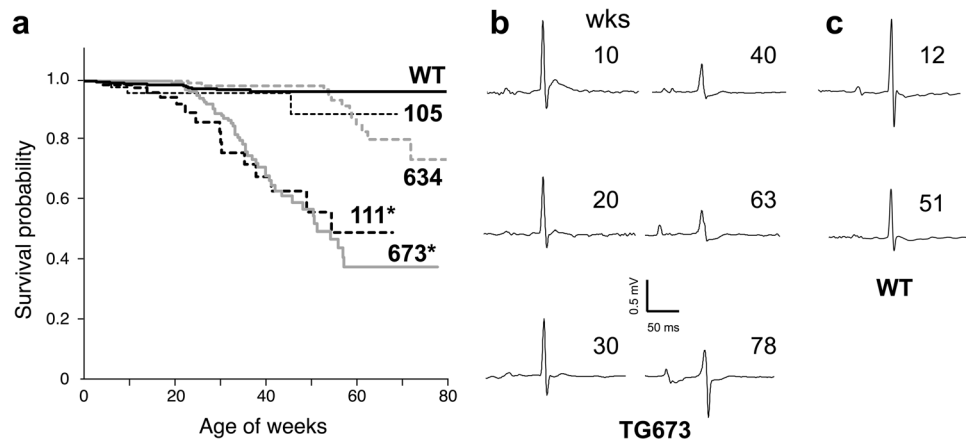 a
Survival probability
1.0
0.8
0.6
0.4
0.2
0
0
20
40
60
80
Age of weeks
WT
105
634
111*
673*
b
wks
10
40
20
63
30
78
0.5 mV
50 ms
TG673
c
12
51
WT